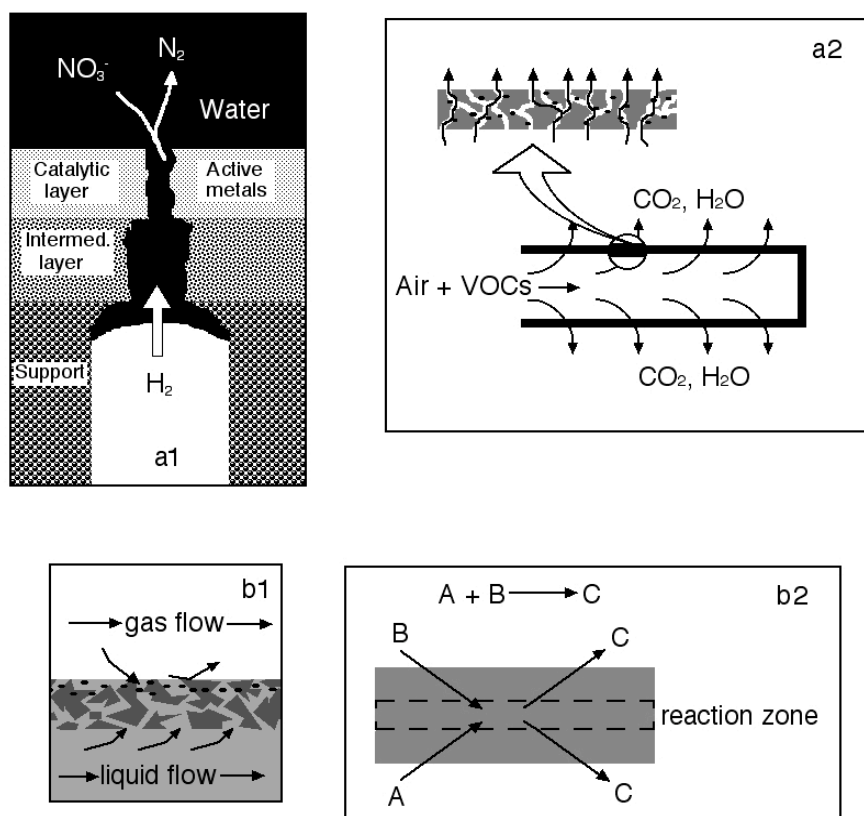 N₂
NO₃⁻
Water
Catalytic layer
Active metals
Intermed. layer
Support
H₂
a1
a2
CO₂, H₂O
Air + VOCs
CO₂, H₂O
b1
gas flow
liquid flow
b2
A + B → C
B
C
reaction zone
A
C